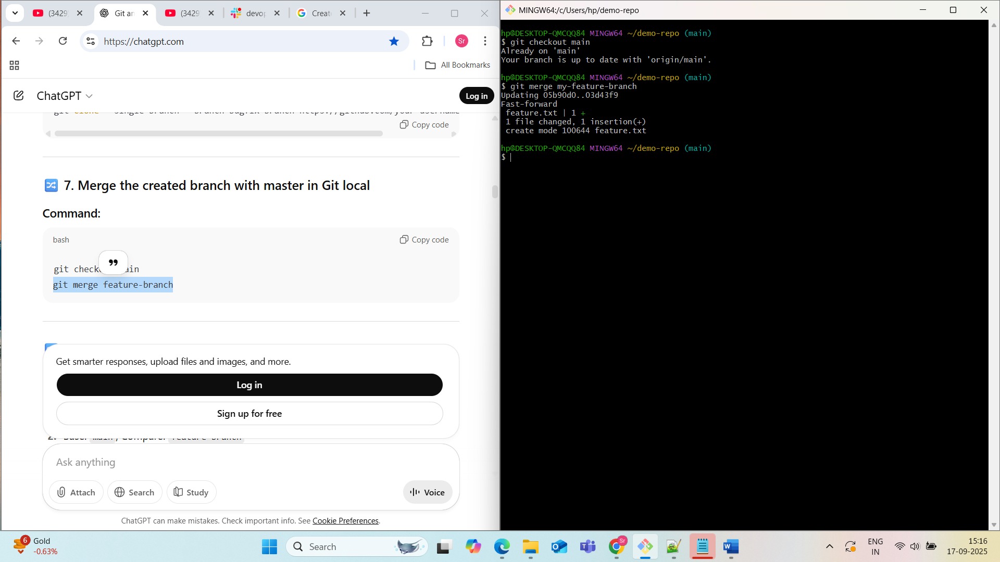 (3429
Git an
(3429
devop
Create
https://chatgpt.com
Sr
All Bookmarks
ChatGPT
Log in
Copy code
7. Merge the created branch with master in Git local
Command:
bash
Copy code
git merge feature-branch
Get smarter responses, upload files and images, and more.
Log in
Sign up for free
Ask anything
Attach
Search
Study
Voice
ChatGPT can make mistakes. Check important info. See Cookie Preferences.
MINGW64:/c/Users/hp/demo-repo
hp@DESKTOP-QMCQQ84 MINGW64 ~/demo-repo (main)
$ git checkout main
Already on 'main'
Your branch is up to date with 'origin/main'.
hp@DESKTOP-QMCQQ84 MINGW64 ~/demo-repo (main)
$ git merge my-feature-branch
Updating 05b90d0..03d43f9
Fast-forward
feature.txt | 1 +
1 file changed, 1 insertion(+)
create mode 100644 feature.txt
hp@DESKTOP-QMCQQ84 MINGW64 ~/demo-repo (main)
$
6
Gold
-0.63%
Search
Sr
ENG
IN
15:16
17-09-2025